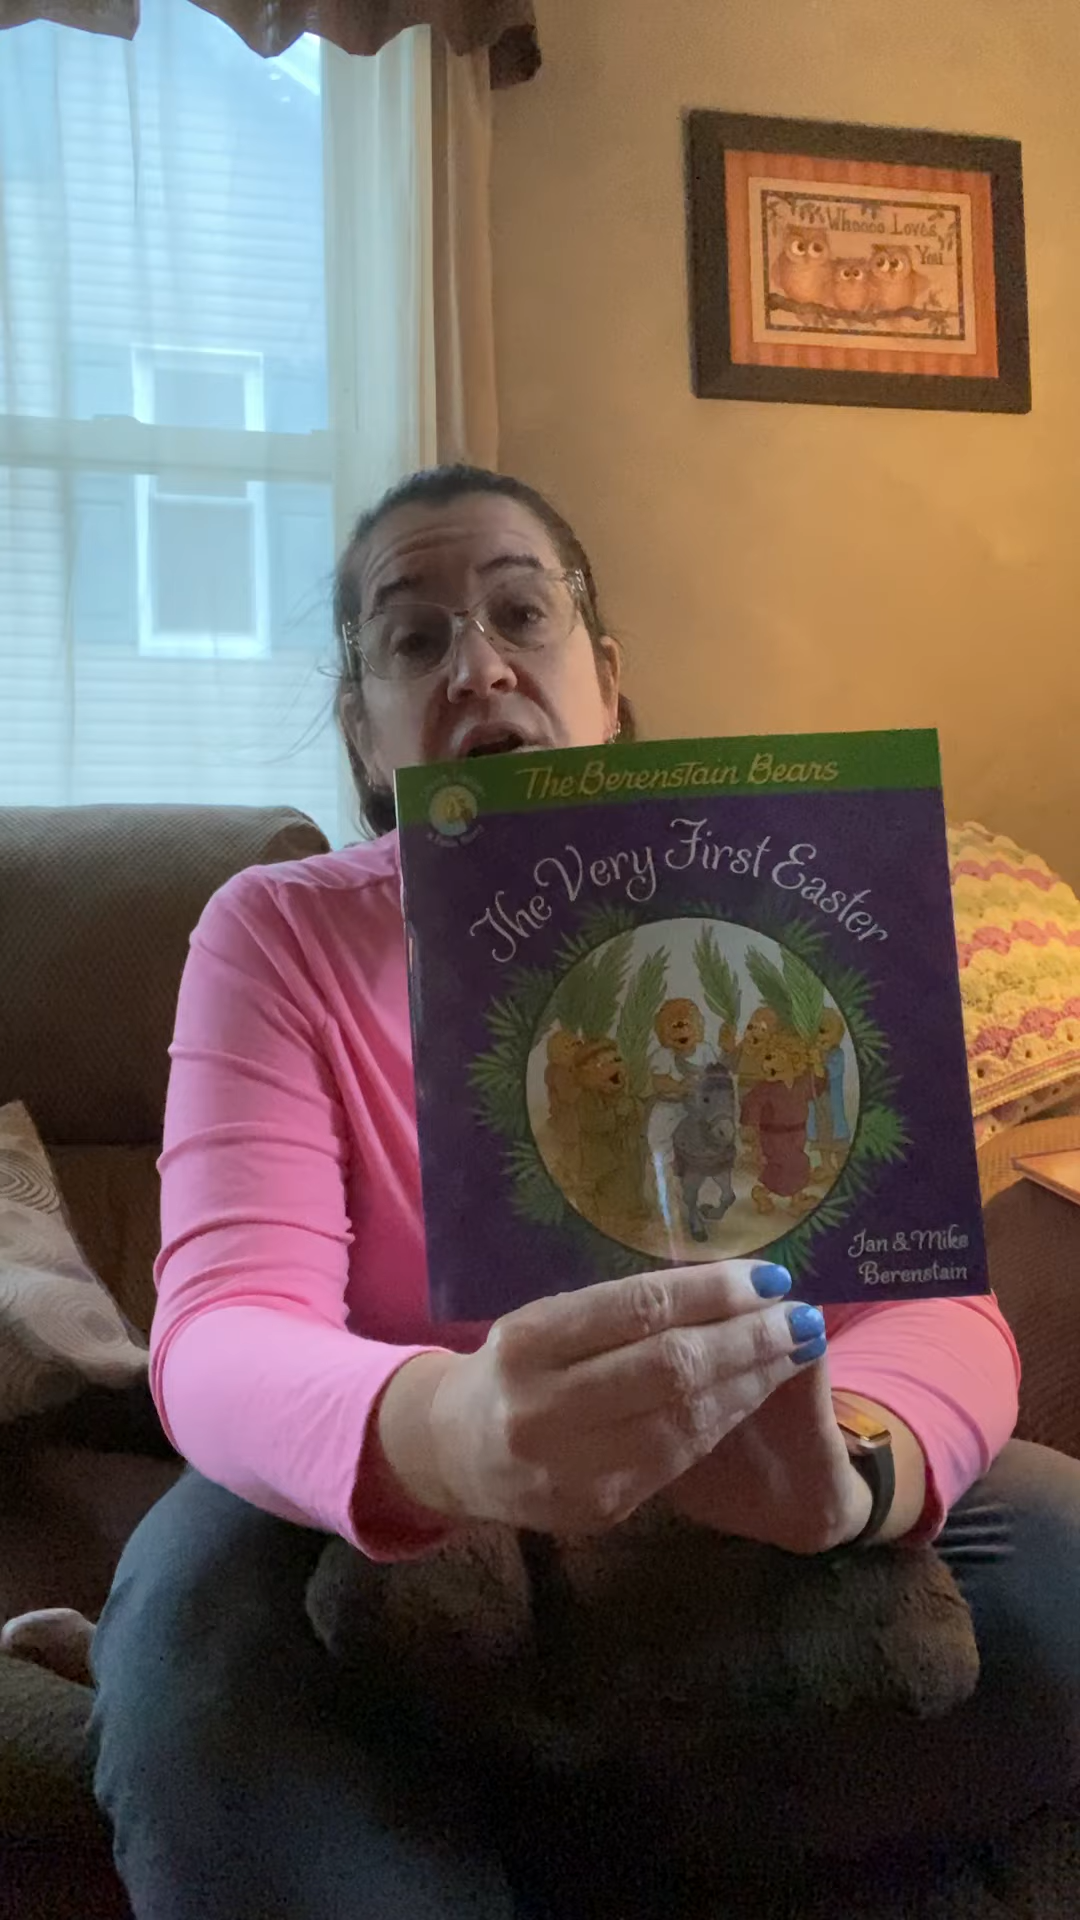 Whoooo Loves
You
The Berenstain Bears
The Very First Easter
Jan & Mike
Berenstain